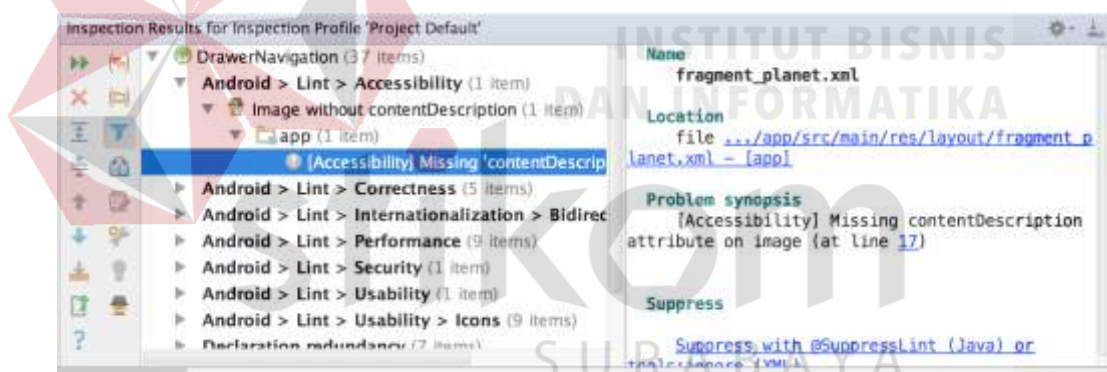 Inspection Results for Inspection Profile 'Project Default'
DrawerNavigation (37 items)
Android > Lint > Accessibility (1 item)
Image without contentDescription (1 item)
app (1 item)
[Accessibility] Missing 'contentDescrip
Android > Lint > Correctness (5 items)
Android > Lint > Internationalization > Bidirec
Android > Lint > Performance (9 items)
Android > Lint > Security (1 item)
Android > Lint > Usability (1 item)
Android > Lint > Usability > Icons (9 items)
Declaration redundancy (7 items)
Name
fragment_planet.xml
Location
file .../app/src/main/res/layout/fragment_p
lanet.xml – [app]
Problem synopsis
[Accessibility] Missing contentDescription
attribute on image (at line 17)
Suppress
Suppress with @SuppressLint (Java) or
tools:ignore (XML)
INSTITUT BISNIS
DAN INFORMATIKA
stikom
SURABAYA